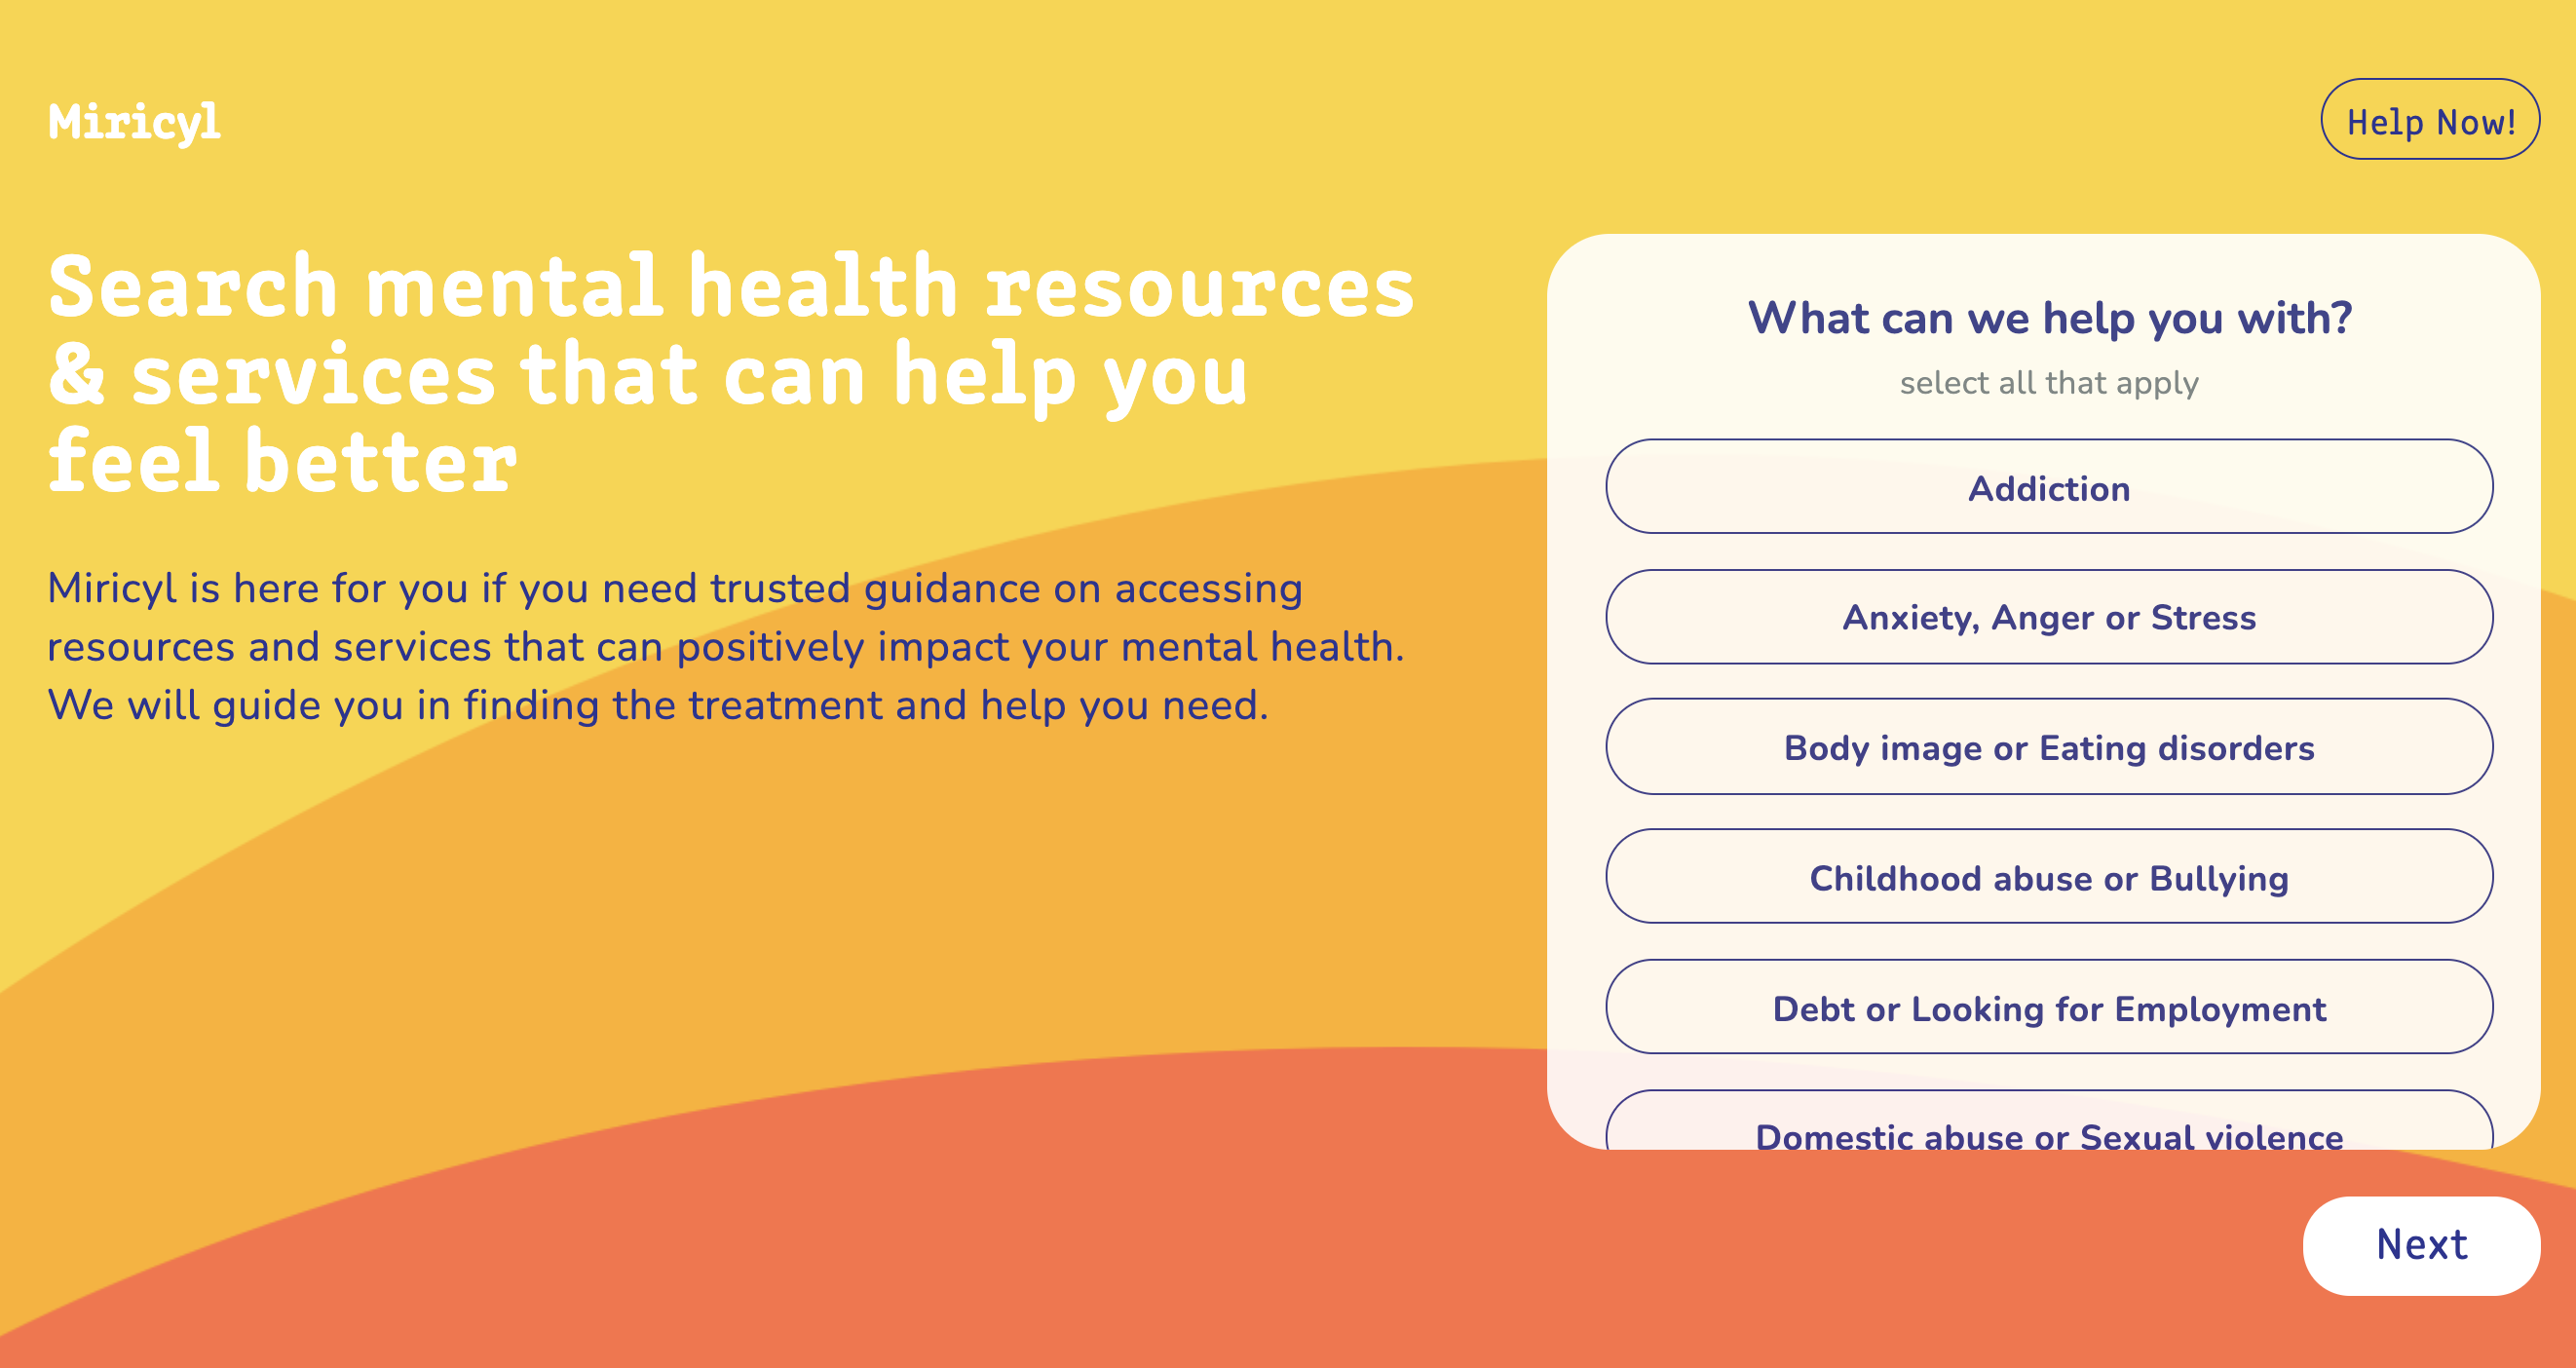 Miricyl
Help Now!
Search mental health resources
& services that can help you
feel better
Miricyl is here for you if you need trusted guidance on accessing
resources and services that can positively impact your mental health.
We will guide you in finding the treatment and help you need.
What can we help you with?
select all that apply
Addiction
Anxiety, Anger or Stress
Body image or Eating disorders
Childhood abuse or Bullying
Debt or Looking for Employment
Domestic abuse or Sexual violence
Next